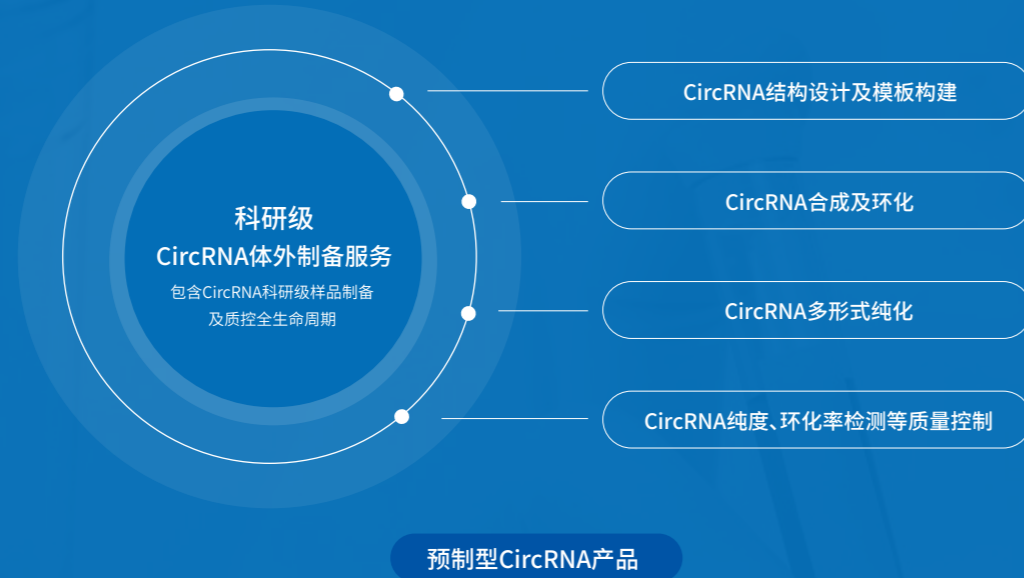 科研级
CircRNA体外制备服务
包含CircRNA科研级样品制备
及质控全生命周期
CircRNA结构设计及模板构建
CircRNA合成及环化
CircRNA多形式纯化
CircRNA纯度、环化率检测等质量控制
预制型CircRNA产品